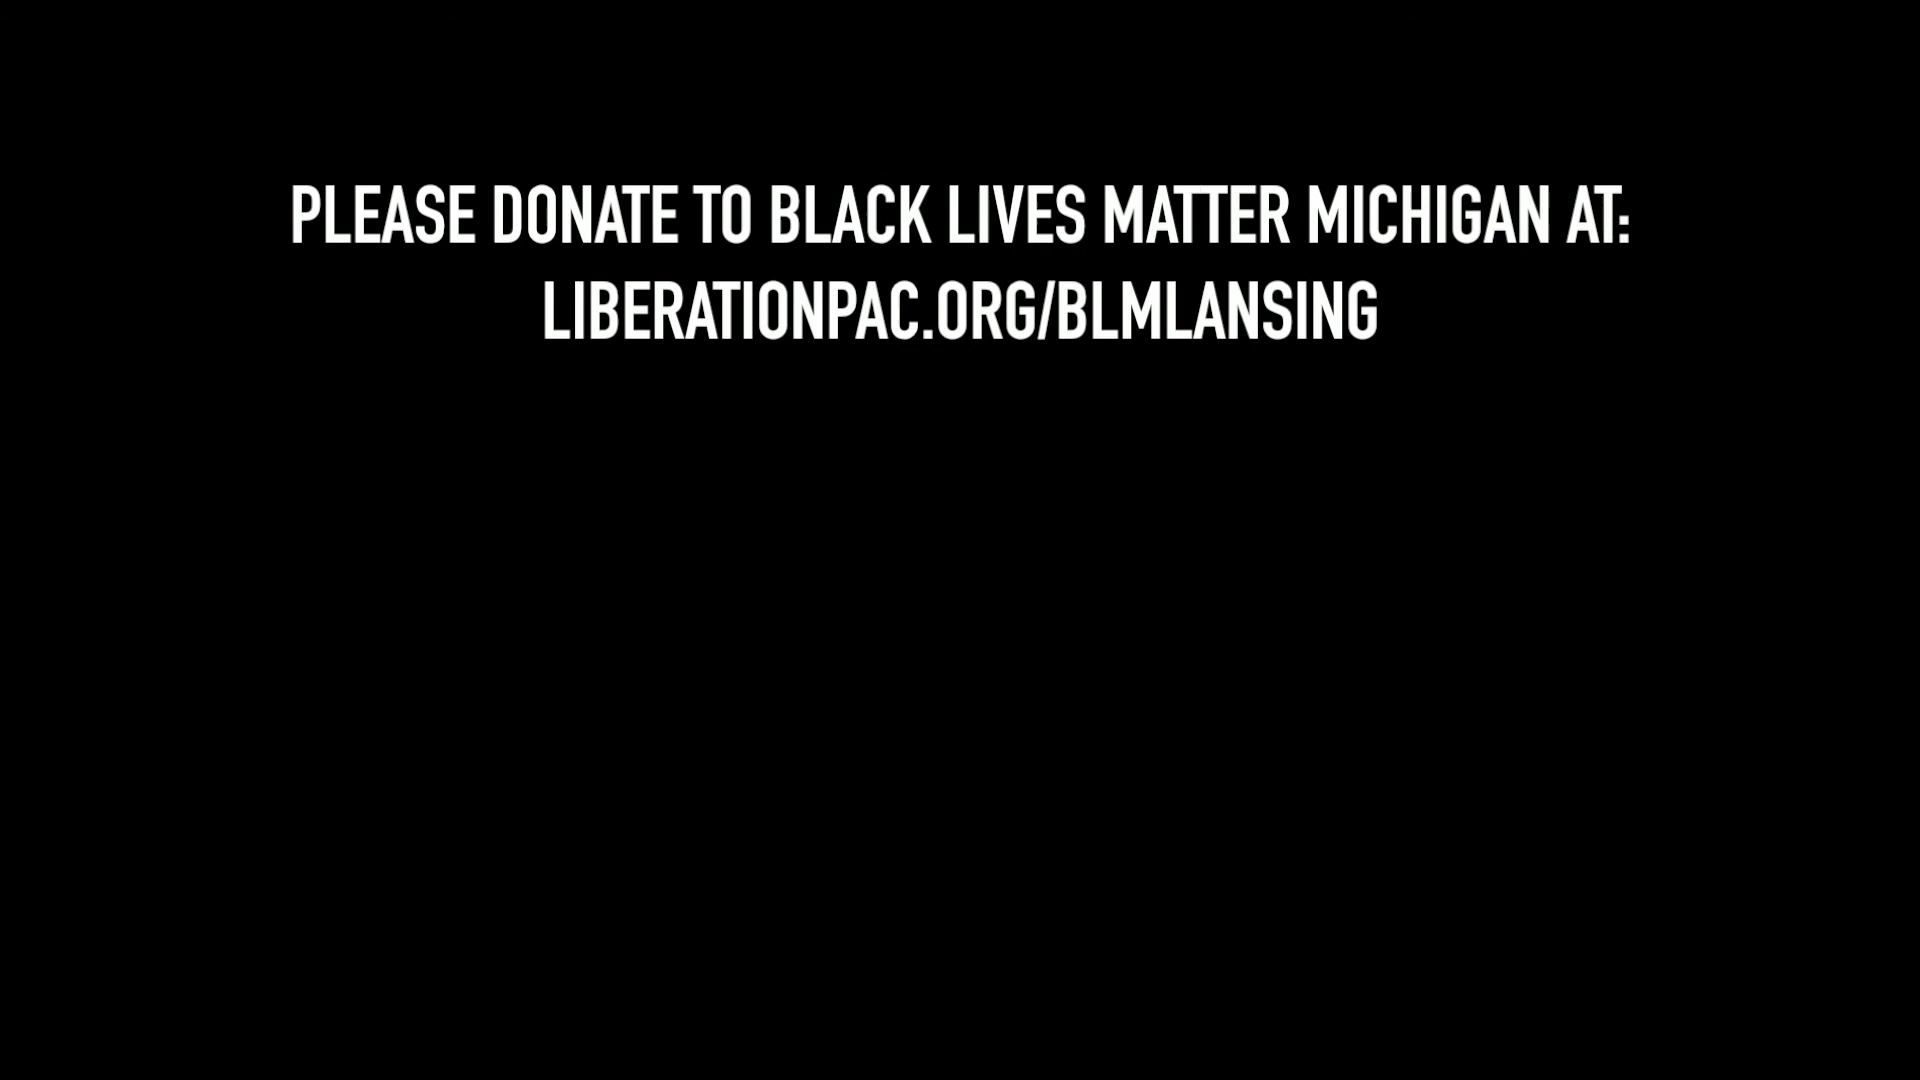 PLEASE DONATE TO BLACK LIVES MATTER MICHIGAN AT:
LIBERATIONPAC.ORG/BLMLANSING